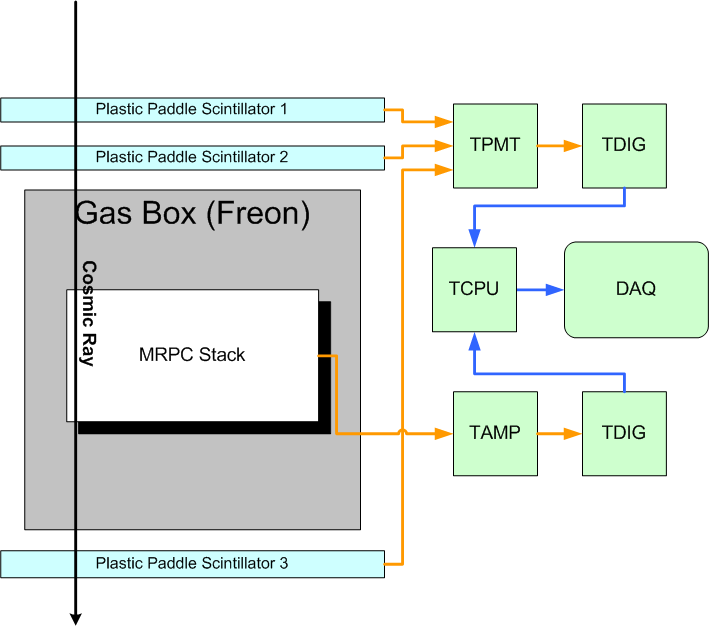 Plastic Paddle Scintillator 1
Plastic Paddle Scintillator 2
TPMT
TDIG
Gas Box (Freon)
Cosmic Ray
MRPC Stack
TCPU
DAQ
TAMP
TDIG
Plastic Paddle Scintillator 3